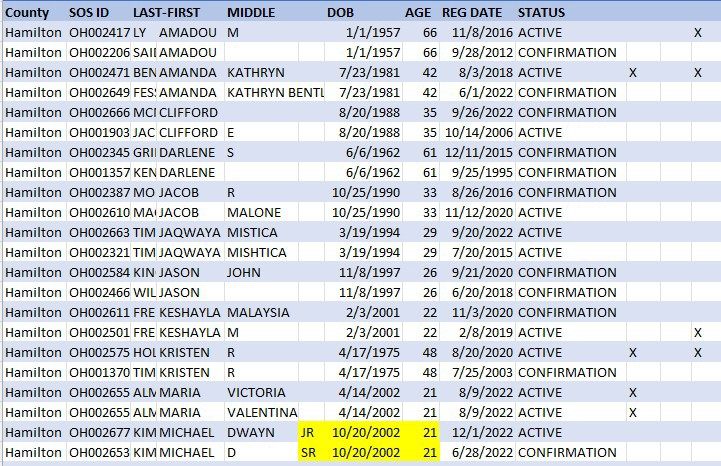 County SOS ID LAST-FIRST MIDDLE DOB AGE REG DATE STATUS
Hamilton OH002417 LY AMADOU M 1/1/1957 66 11/8/2016 ACTIVE X
Hamilton OH002206 SAII AMADOU 1/1/1957 66 9/28/2012 CONFIRMATION
Hamilton OH002471 BEN AMANDA KATHRYN 7/23/1981 42 8/3/2018 ACTIVE X X
Hamilton OH002649 FES AMANDA KATHRYN BENTL 7/23/1981 42 6/1/2022 CONFIRMATION
Hamilton OH002666 MCI CLIFFORD 8/20/1988 35 9/26/2022 CONFIRMATION
Hamilton OH001903 JAC CLIFFORD E 8/20/1988 35 10/14/2006 ACTIVE
Hamilton OH002345 GRI DARLENE S 6/6/1962 61 12/11/2015 CONFIRMATION
Hamilton OH001357 KEN DARLENE 6/6/1962 61 9/25/1995 CONFIRMATION
Hamilton OH002387 MO JACOB R 10/25/1990 33 8/26/2016 CONFIRMATION
Hamilton OH002610 MA JACOB MALONE 10/25/1990 33 11/12/2020 ACTIVE
Hamilton OH002663 TIM JAQWAYA MISTICA 3/19/1994 29 9/20/2022 ACTIVE
Hamilton OH002321 TIM JAQWAYA MISHTICA 3/19/1994 29 7/20/2015 ACTIVE
Hamilton OH002584 KIN JASON JOHN 11/8/1997 26 9/21/2020 CONFIRMATION
Hamilton OH002466 WIL JASON 11/8/1997 26 6/20/2018 CONFIRMATION
Hamilton OH002611 FRE KESHAYLA MALAYSIA 2/3/2001 22 11/3/2020 CONFIRMATION
Hamilton OH002501 FRE KESHAYLA M 2/3/2001 22 2/8/2019 ACTIVE X
Hamilton OH002575 HOL KRISTEN R 4/17/1975 48 8/20/2020 ACTIVE X X
Hamilton OH001370 TIM KRISTEN R 4/17/1975 48 7/25/2003 CONFIRMATION
Hamilton OH002655 ALM MARIA VICTORIA 4/14/2002 21 8/9/2022 ACTIVE X
Hamilton OH002655 ALM MARIA VALENTINA 4/14/2002 21 8/9/2022 ACTIVE X
Hamilton OH002677 KIM MICHAEL DWAYN JR 10/20/2002 21 12/1/2022 ACTIVE
Hamilton OH002653 KIM MICHAEL D SR 10/20/2002 21 6/28/2022 CONFIRMATION